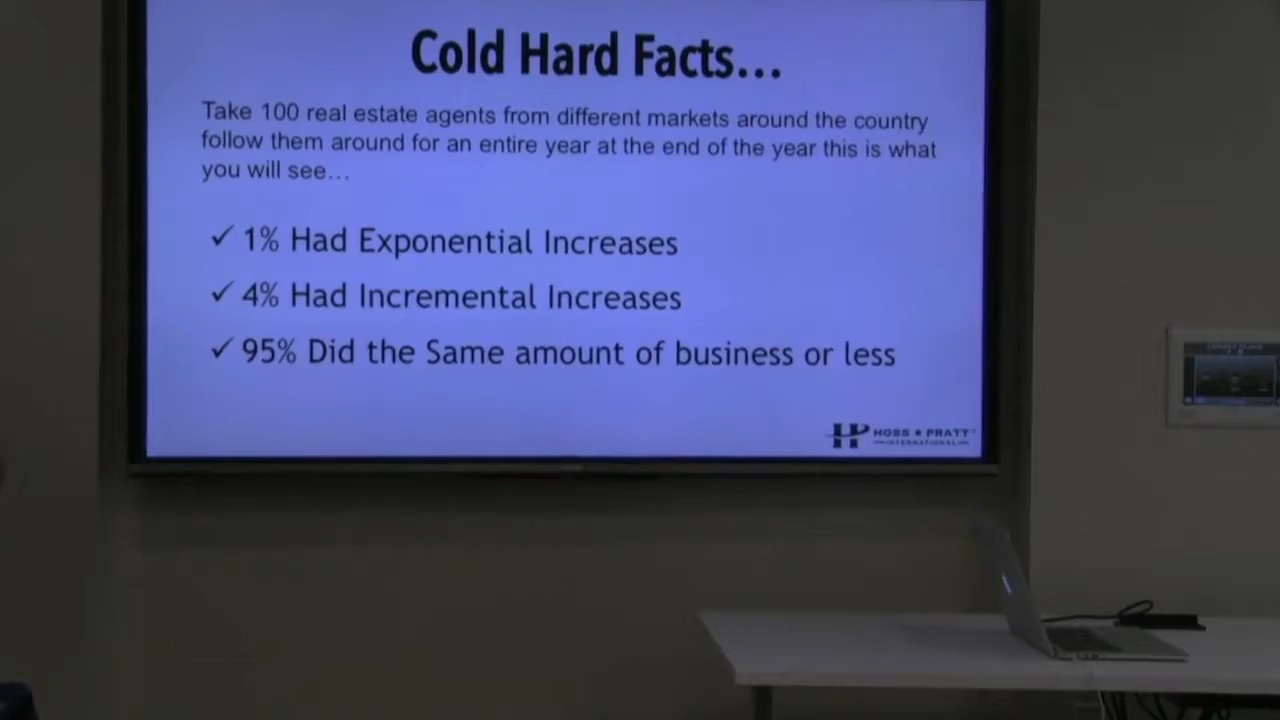 Cold Hard Facts...
Take 100 real estate agents from different markets around the country
follow them around for an entire year at the end of the year this is what
you will see...
✓ 1% Had Exponential Increases
✓ 4% Had Incremental Increases
✓ 95% Did the Same amount of business or less
HP HOSS ★ PRATT
INTERNATIONAL